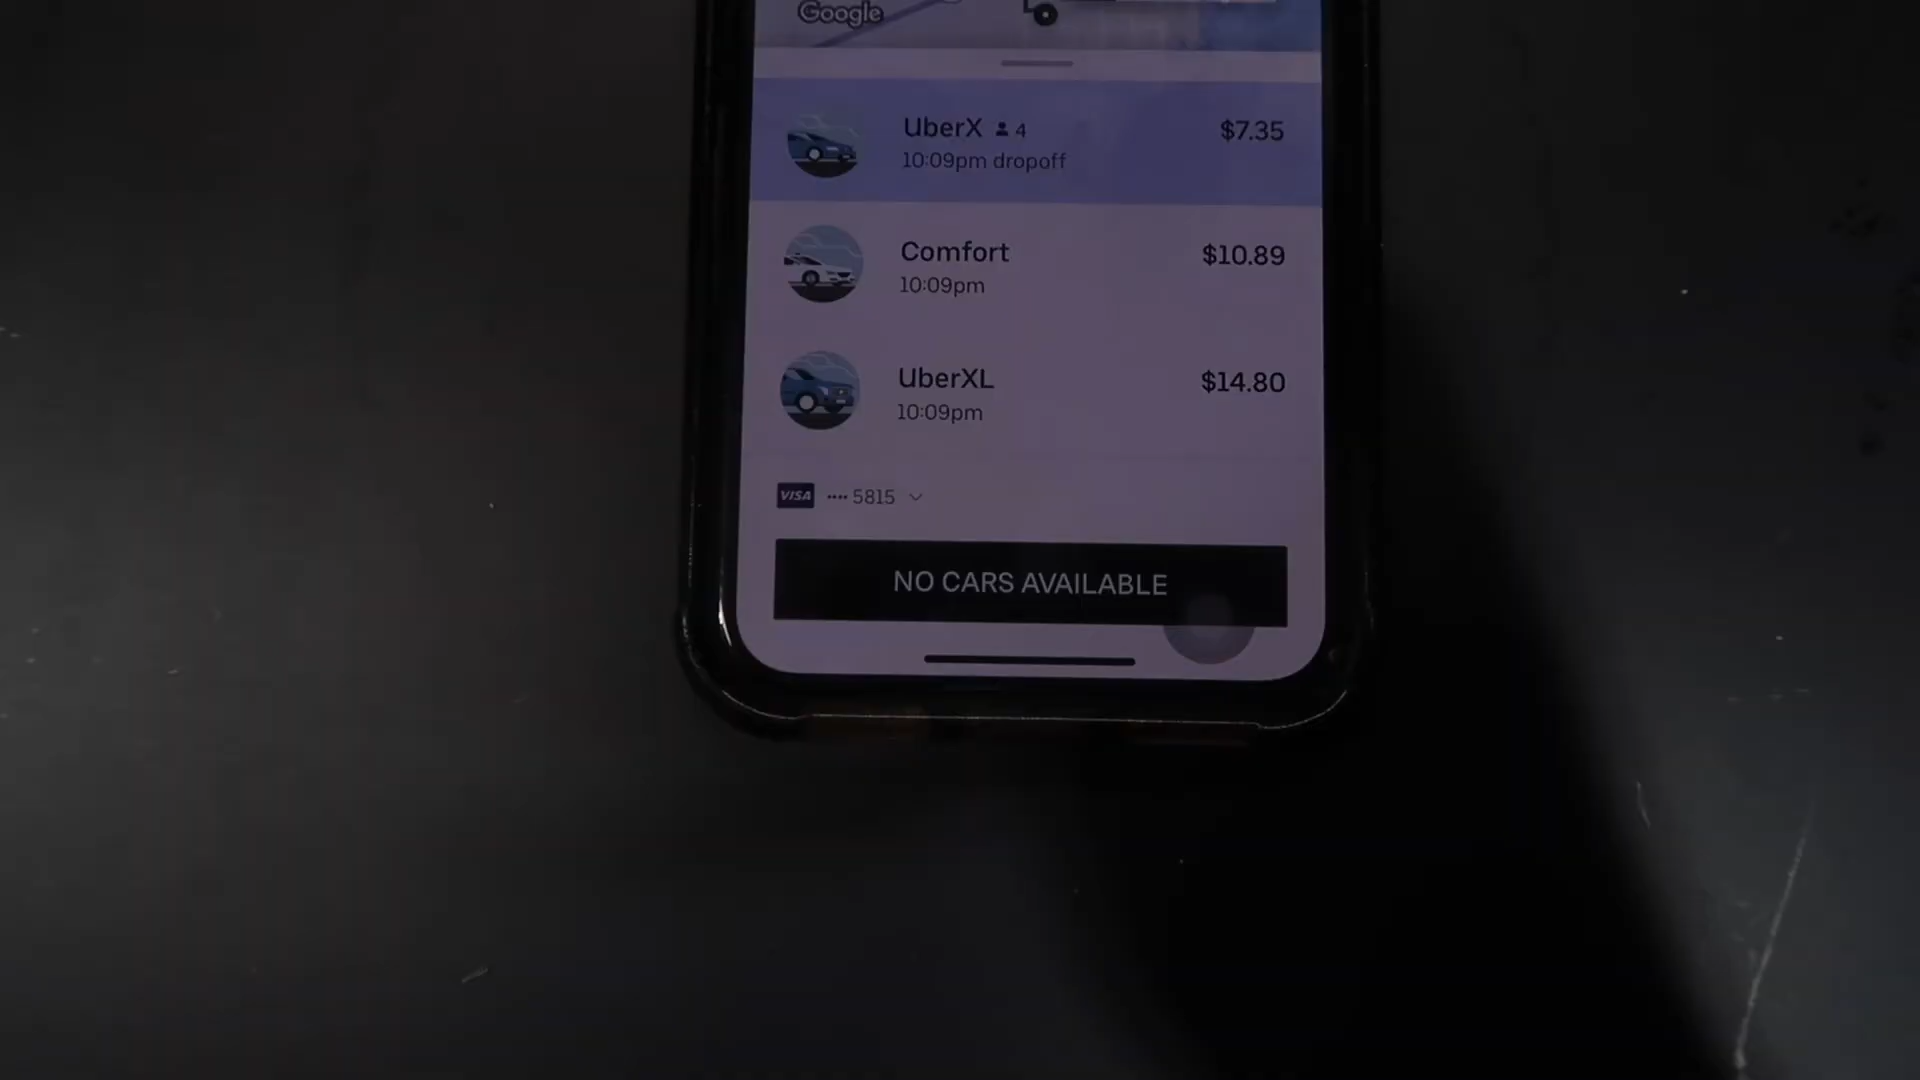 Google
UberX 4 $7.35
10:09pm dropoff
Comfort $10.89
10:09pm
UberXL $14.80
10:09pm
VISA •••• 5815
NO CARS AVAILABLE